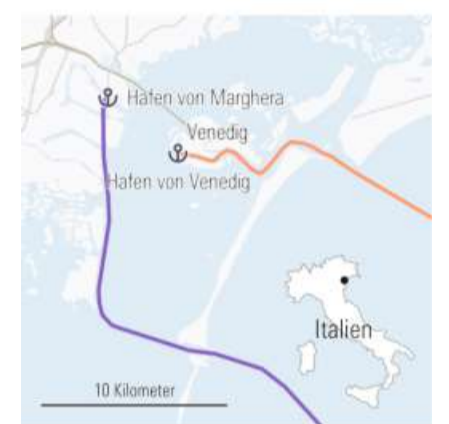 Hafen von Marghera
Venedig
Hafen von Venedig
Italien
10 Kilometer